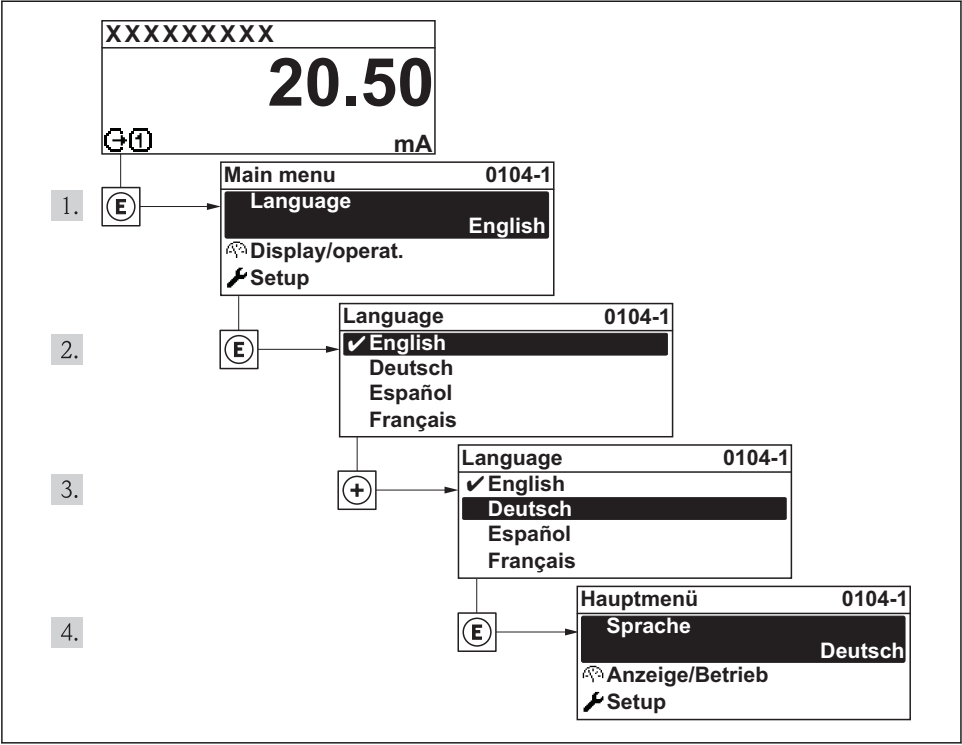 XXXXXXXXX
20.50
1 mA
Main menu 0104-1
1. E Language
English
Display/operat.
Setup
Language 0104-1
2. E ✔English
Deutsch
Español
Français
Language 0104-1
3. + ✔English
Deutsch
Español
Français
Hauptmenü 0104-1
4. E Sprache
Deutsch
Anzeige/Betrieb
Setup